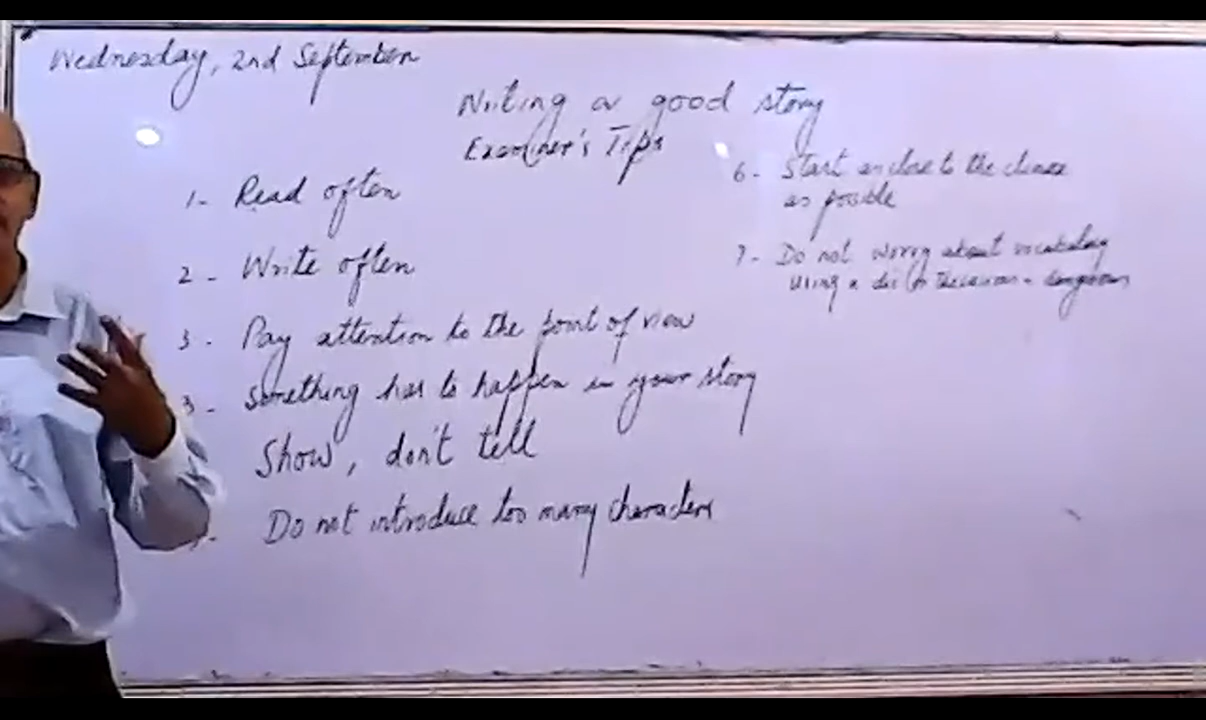 Wednesday, 2nd September
Writing a good story
Examiner's Tips
1- Read often
2- Write often
3- Pay attention to the point of view
3- Something has to happen in your story
Show, don't tell
Do not introduce too many characters
6- Start as close to the climax
as possible
7- Do not worry about vocabulary
using a dangerous